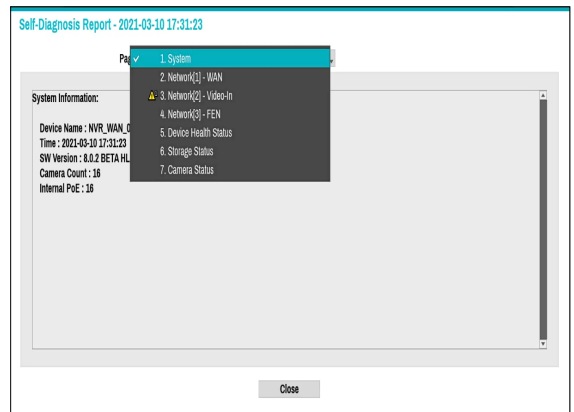 Self-Diagnosis Report - 2021-03-10 17:31:23
1. System
2. Network[1] - WAN
3. Network[2] - Video-In
4. Network[3] - FEN
5. Device Health Status
6. Storage Status
7. Camera Status
System Information:
Device Name : NVR_WAN_0
Time : 2021-03-10 17:31:23
SW Version : 8.0.2 BETA HL
Camera Count : 16
Internal PoE : 16
Close